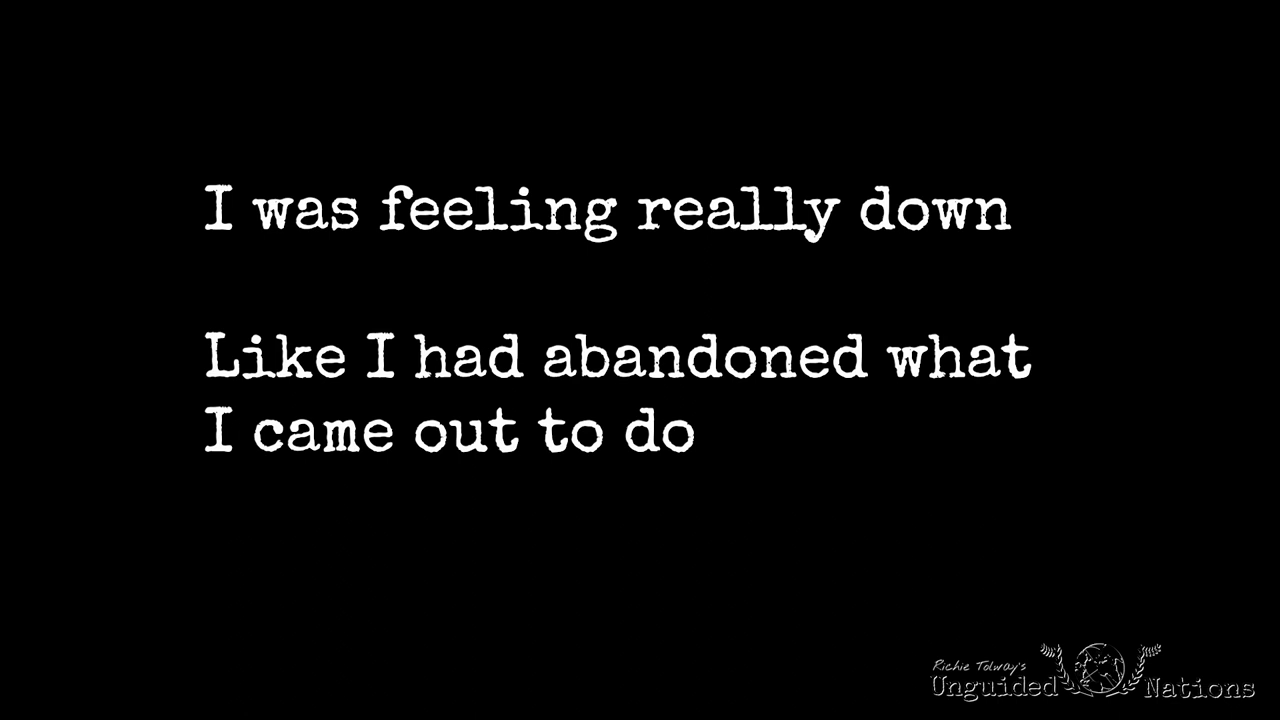 I was feeling really down
Like I had abandoned what
I came out to do
Richie Tolway's
Unguided Nations